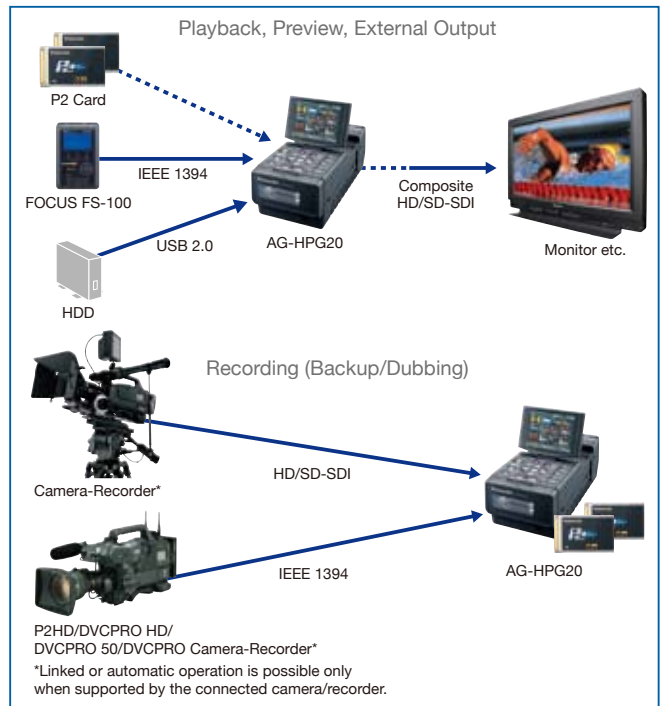 Playback, Preview, External Output
P2 Card
IEEE 1394
FOCUS FS-100
USB 2.0
AG-HPG20
Composite
HD/SD-SDI
Monitor etc.
HDD
Recording (Backup/Dubbing)
HD/SD-SDI
Camera-Recorder*
IEEE 1394
AG-HPG20
P2HD/DVCPRO HD/
DVCPRO 50/DVCPRO Camera-Recorder*
*Linked or automatic operation is possible only
when supported by the connected camera/recorder.